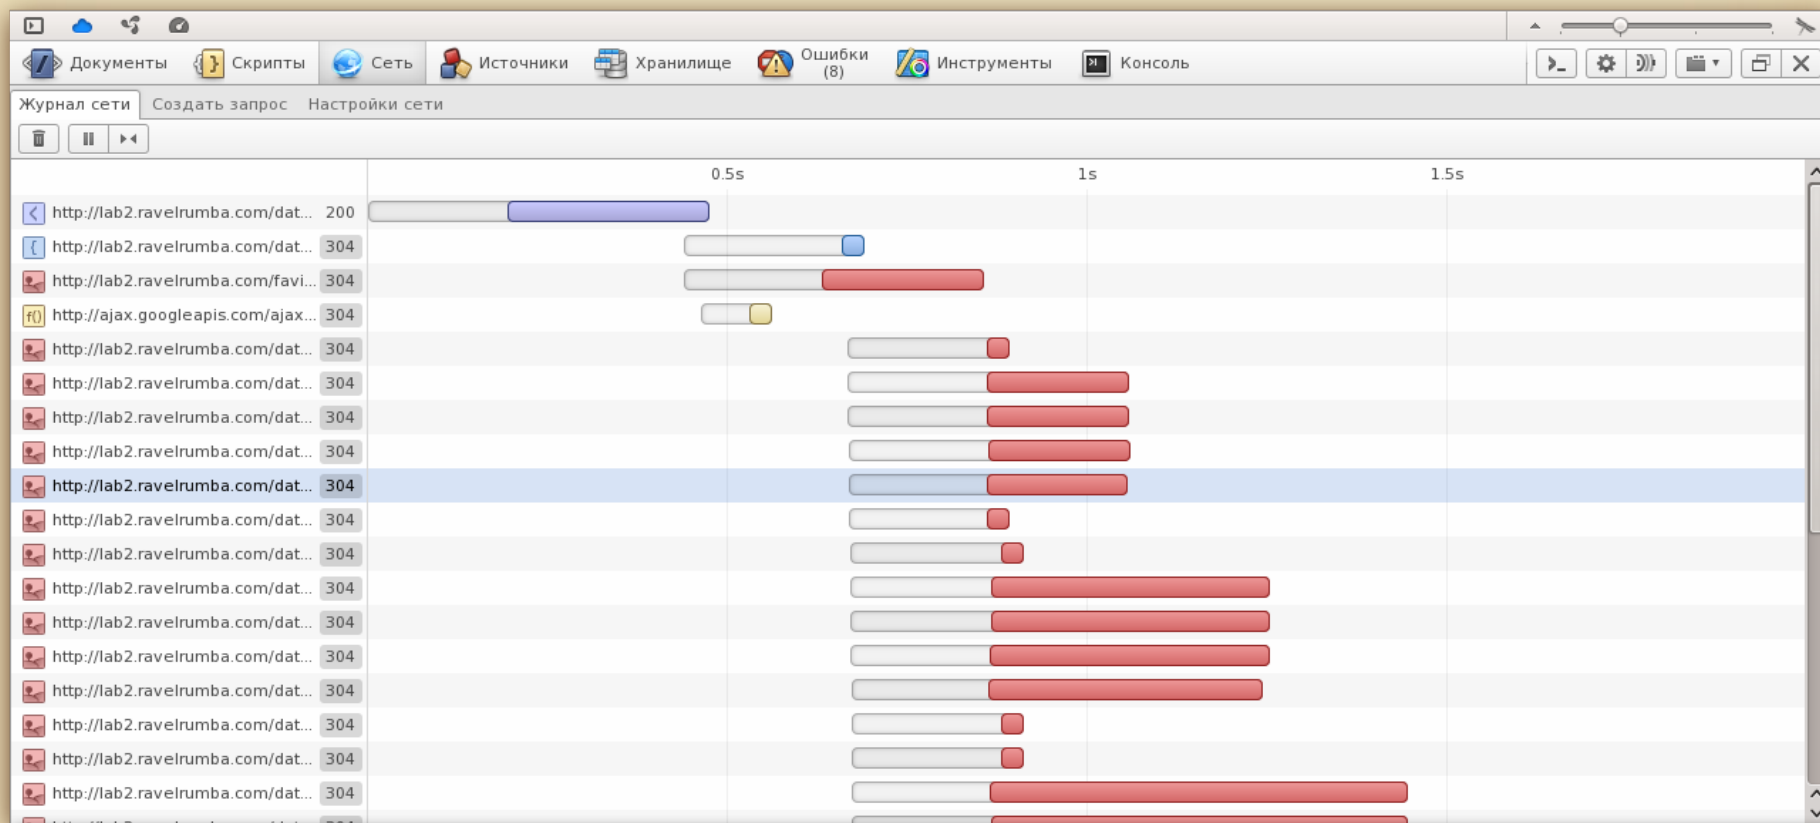 Документы Скрипты Сеть Источники Хранилище Ошибки (8) Инструменты Консоль
Журнал сети Создать запрос Настройки сети
0.5s 1s 1.5s
http://lab2.ravelrumba.com/dat... 200
http://lab2.ravelrumba.com/dat... 304
http://lab2.ravelrumba.com/favi... 304
http://ajax.googleapis.com/ajax... 304
http://lab2.ravelrumba.com/dat... 304
http://lab2.ravelrumba.com/dat... 304
http://lab2.ravelrumba.com/dat... 304
http://lab2.ravelrumba.com/dat... 304
http://lab2.ravelrumba.com/dat... 304
http://lab2.ravelrumba.com/dat... 304
http://lab2.ravelrumba.com/dat... 304
http://lab2.ravelrumba.com/dat... 304
http://lab2.ravelrumba.com/dat... 304
http://lab2.ravelrumba.com/dat... 304
http://lab2.ravelrumba.com/dat... 304
http://lab2.ravelrumba.com/dat... 304
http://lab2.ravelrumba.com/dat... 304
http://lab2.ravelrumba.com/dat... 304